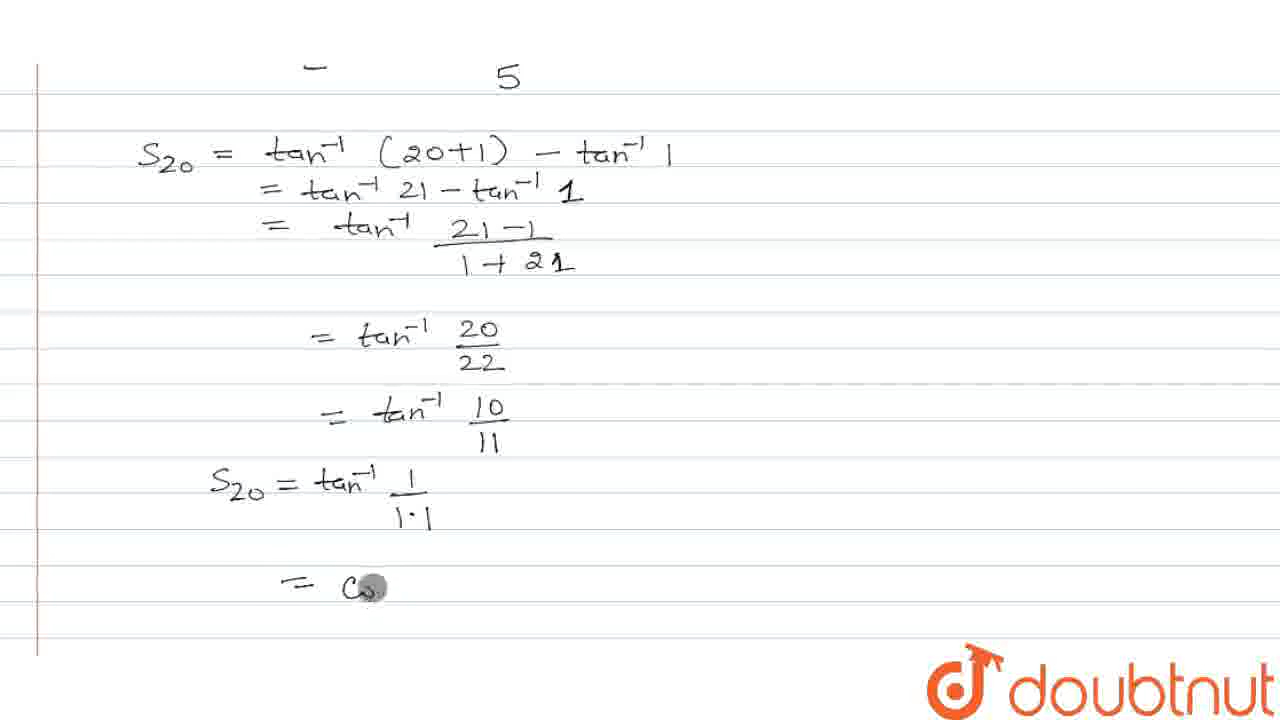 5
S₂₀ = tan⁻¹ (20+1) − tan⁻¹ 1
= tan⁻¹ 21 − tan⁻¹ 1
= tan⁻¹ (21−1)/(1+21)
= tan⁻¹ 20/22
= tan⁻¹ 10/11
S₂₀ = tan⁻¹ 1/1·1
= Co
doubtnut